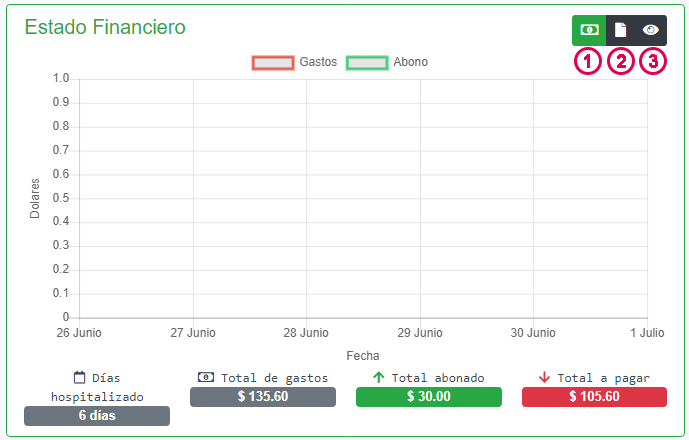 Estado Financiero
1 2 3
Gastos Abono
1.0
0.9
0.8
0.7
0.6
0.5
0.4
0.3
0.2
0.1
0
Dolares
26 Junio 27 Junio 28 Junio 29 Junio 30 Junio 1 Julio
Fecha
Días
hospitalizado
6 días
Total de gastos
$ 135.60
Total abonado
$ 30.00
Total a pagar
$ 105.60